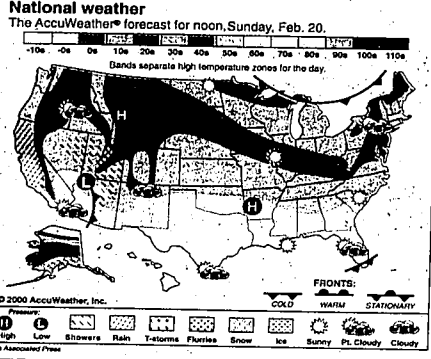 National weather
The AccuWeather® forecast for noon, Sunday, Feb. 20.
-10s -0s 0s 10s 20s 30s 40s 50s 60s 70s 80s 90s 100s 110s
Bands separate high temperature zones for the day.
H
L
H
© 2000 AccuWeather, Inc.
FRONTS:
COLD WARM STATIONARY
Pressure:
H L
High Low Showers Rain T-storms Flurries Snow Ice Sunny Pt. Cloudy Cloudy
Associated Press